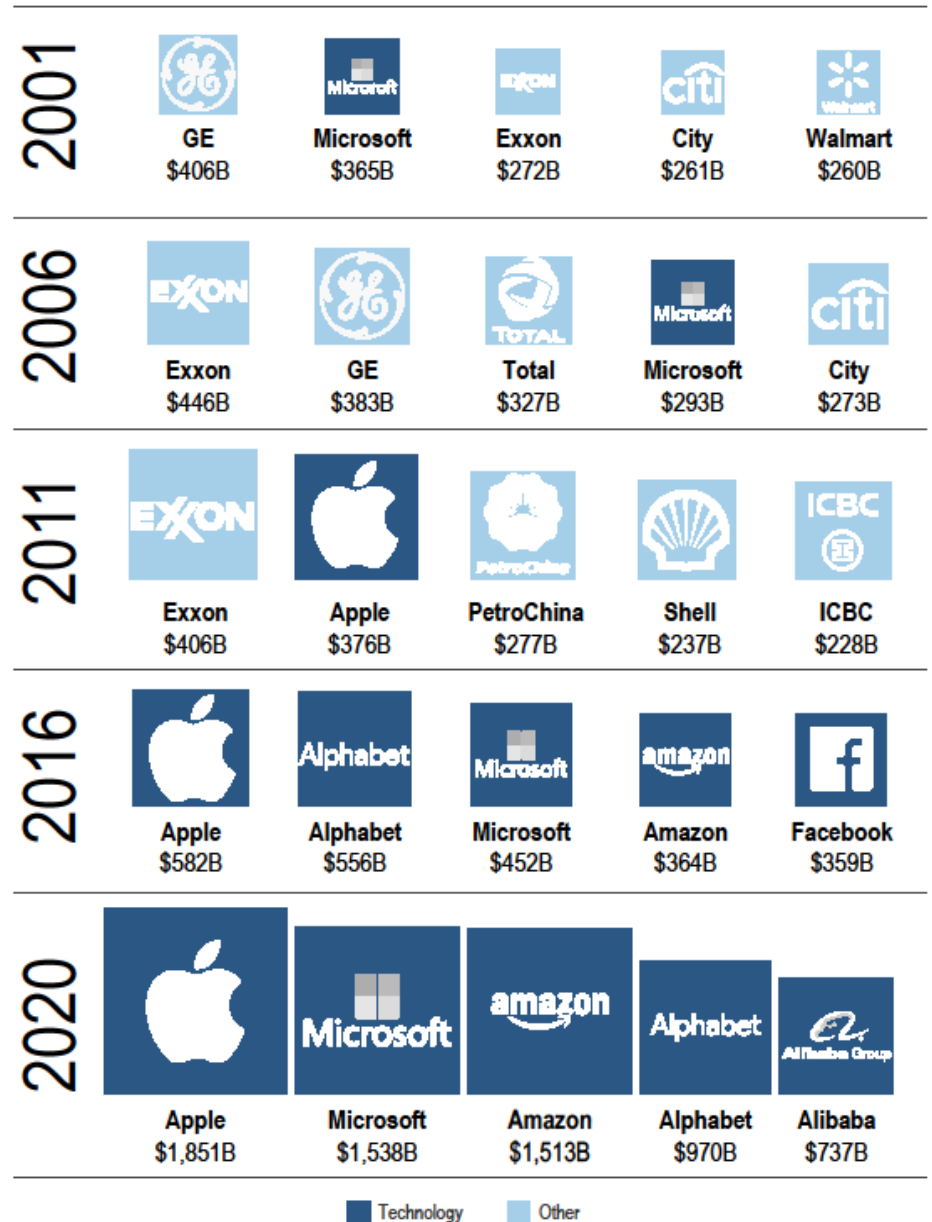 2001
GE
Microsoft
EXXON
citi
Walmart
GE Microsoft Exxon City Walmart
$406B $365B $272B $261B $260B
2006
EXXON
GE
TOTAL
Microsoft
citi
Exxon GE Total Microsoft City
$446B $383B $327B $293B $273B
2011
EXXON
PetroChina
ICBC
Exxon Apple PetroChina Shell ICBC
$406B $376B $277B $237B $228B
2016
Alphabet
Microsoft
amazon
f
Apple Alphabet Microsoft Amazon Facebook
$582B $556B $452B $364B $359B
2020
Microsoft
amazon
Alphabet
Alibaba Group
Apple Microsoft Amazon Alphabet Alibaba
$1,851B $1,538B $1,513B $970B $737B
Technology Other